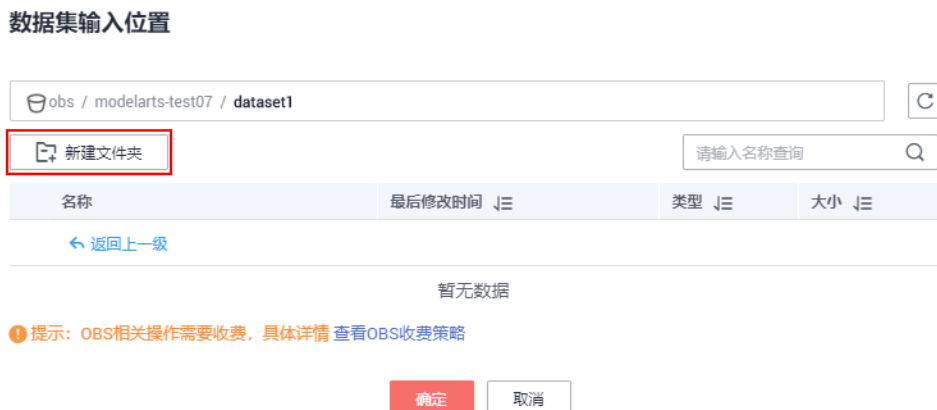 数据集输入位置
obs / modelarts-test07 / dataset1
新建文件夹
请输入名称查询
名称 最后修改时间 类型 大小
返回上一级
暂无数据
提示：OBS相关操作需要收费，具体详情 查看OBS收费策略
确定 取消